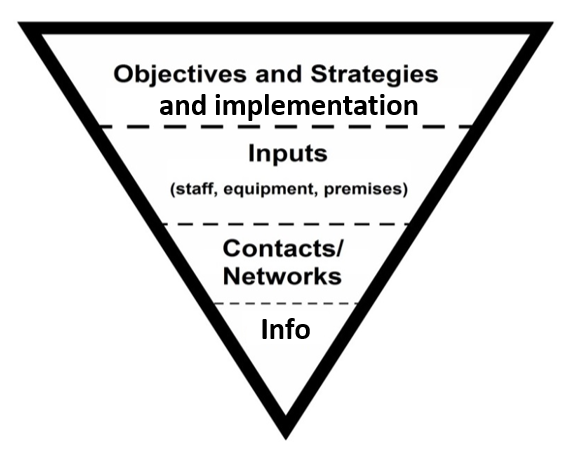 Objectives and Strategies
and implementation
Inputs
(staff, equipment, premises)
Contacts/
Networks
Info